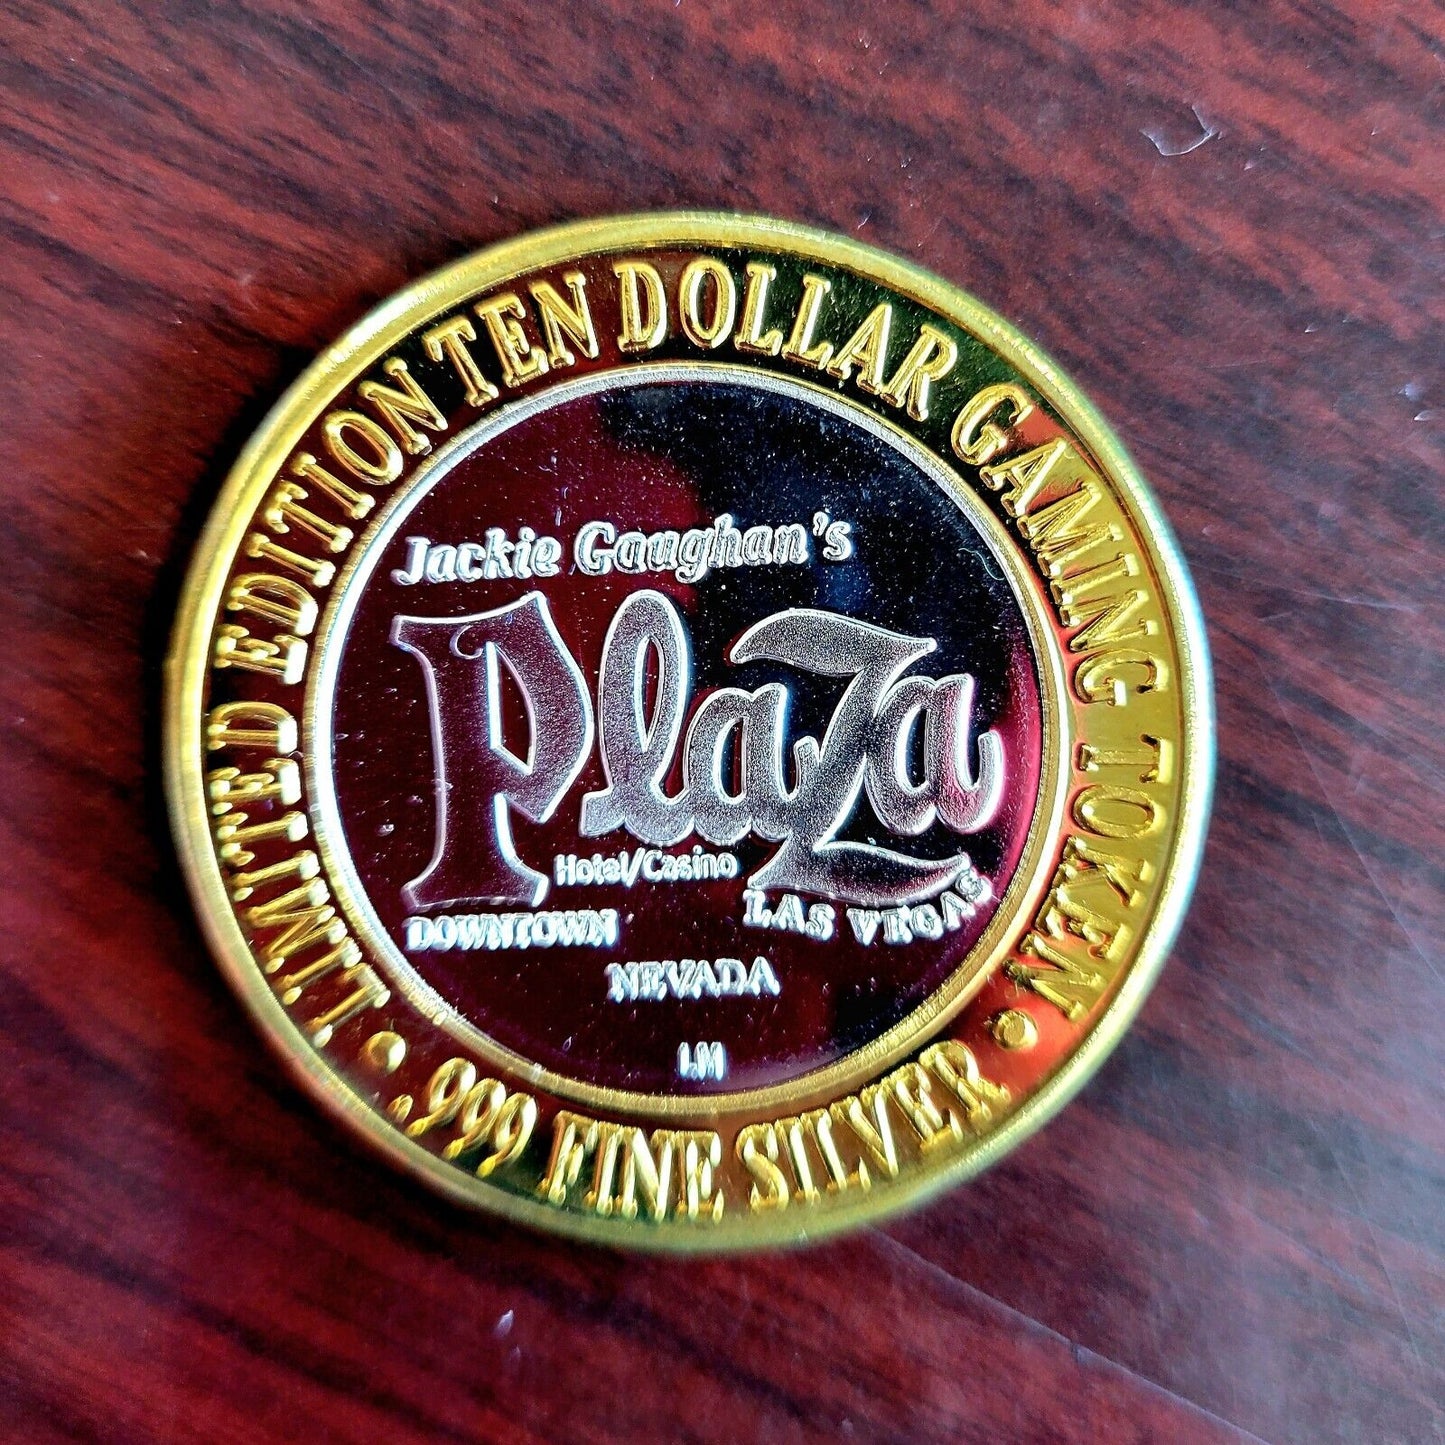 LIMITED EDITION TEN DOLLAR GAMING TOKEN
• .999 FINE SILVER •
Jackie Gaughan's
Plaza
Hotel/Casino
DOWNTOWN LAS VEGAS
NEVADA
LM